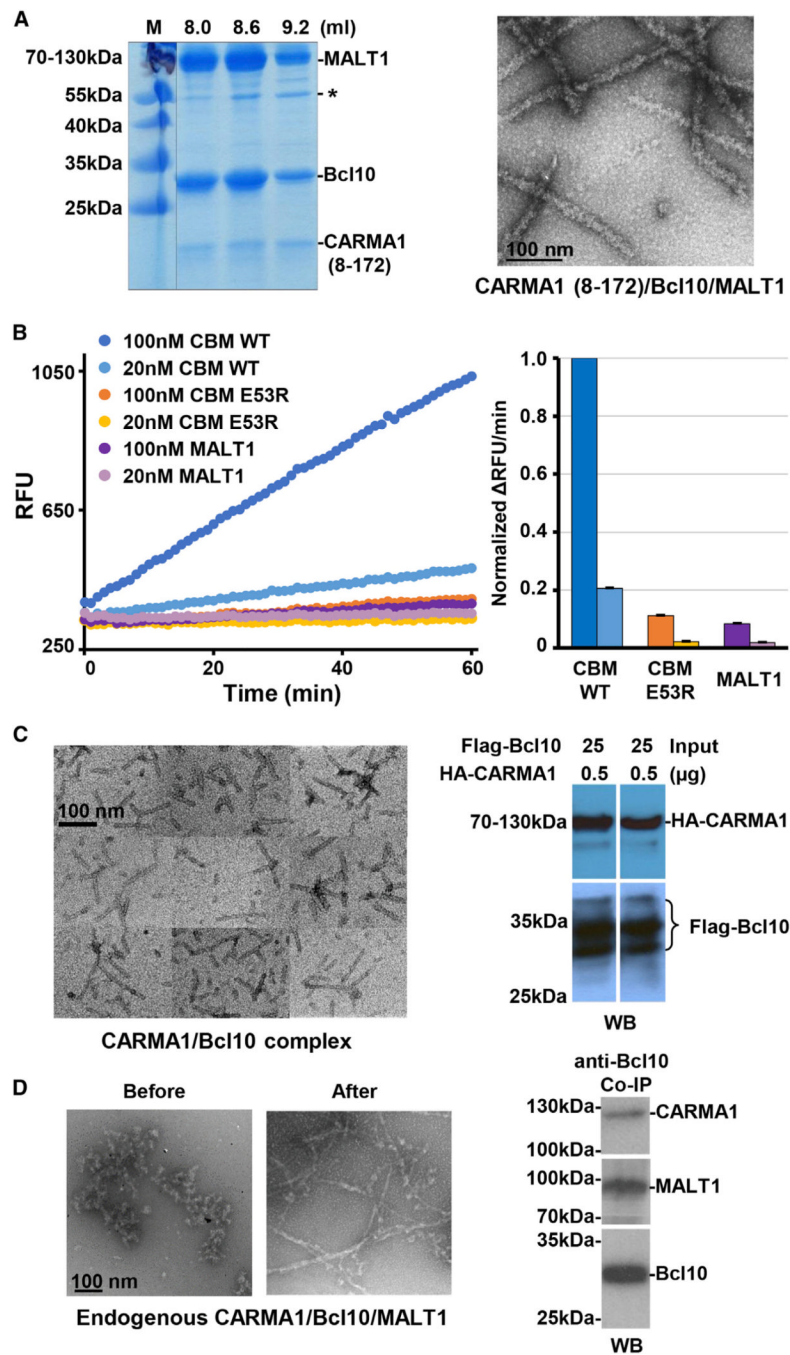 A
M 8.0 8.6 9.2 (ml)
70-130kDa
55kDa
40kDa
35kDa
25kDa
-MALT1
-*
-Bcl10
-CARMA1
(8-172)
100 nm
CARMA1 (8-172)/Bcl10/MALT1
B
100nM CBM WT
20nM CBM WT
100nM CBM E53R
20nM CBM E53R
100nM MALT1
20nM MALT1
1050
650
250
RFU
0 20 40 60
Time (min)
Normalized ΔRFU/min
1.0
0.8
0.6
0.4
0.2
0
CBM WT
CBM E53R
MALT1
C
100 nm
CARMA1/Bcl10 complex
Flag-Bcl10 25 25 Input
HA-CARMA1 0.5 0.5 (µg)
70-130kDa
-HA-CARMA1
35kDa
Flag-Bcl10
25kDa
WB
D
Before After
100 nm
Endogenous CARMA1/Bcl10/MALT1
anti-Bcl10
Co-IP
130kDa-
-CARMA1
100kDa-
100kDa-
-MALT1
70kDa-
35kDa-
-Bcl10
25kDa-
WB